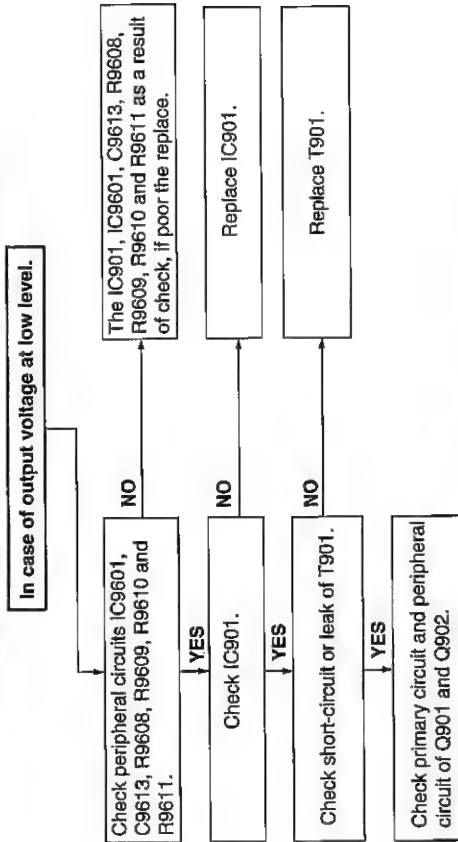 In case of output voltage at low level.
Check peripheral circuits IC9601,
C9613, R9608, R9609, R9610 and
R9611.
NO
The IC901, IC9601, C9613, R9608,
R9609, R9610 and R9611 as a result
of check, if poor the replace.
YES
Check IC901.
NO
Replace IC901.
YES
Check short-circuit or leak of T901.
NO
Replace T901.
YES
Check primary circuit and peripheral
circuit of Q901 and Q902.